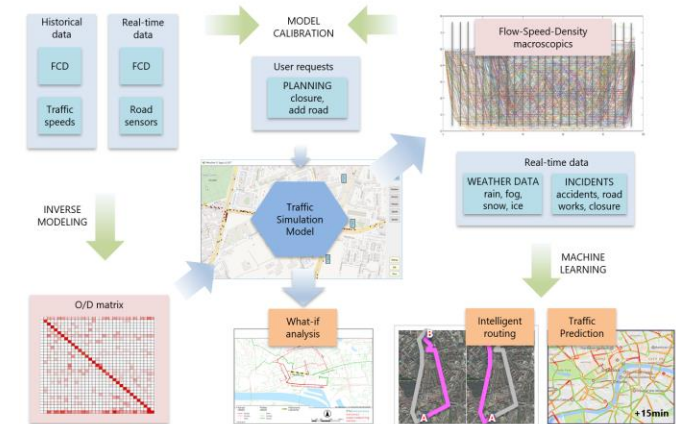 Historical
data
FCD
Traffic
speeds
Real-time
data
FCD
Road
sensors
MODEL
CALIBRATION
User requests
PLANNING
closure,
add road
Flow-Speed-Density
macroscopics
Real-time data
WEATHER DATA
rain, fog,
snow, ice
INCIDENTS
accidents, road
works, closure
INVERSE
MODELING
Traffic
Simulation
Model
MACHINE
LEARNING
O/D matrix
What-if
analysis
Intelligent
routing
B
A
A
Traffic
Prediction
+15min